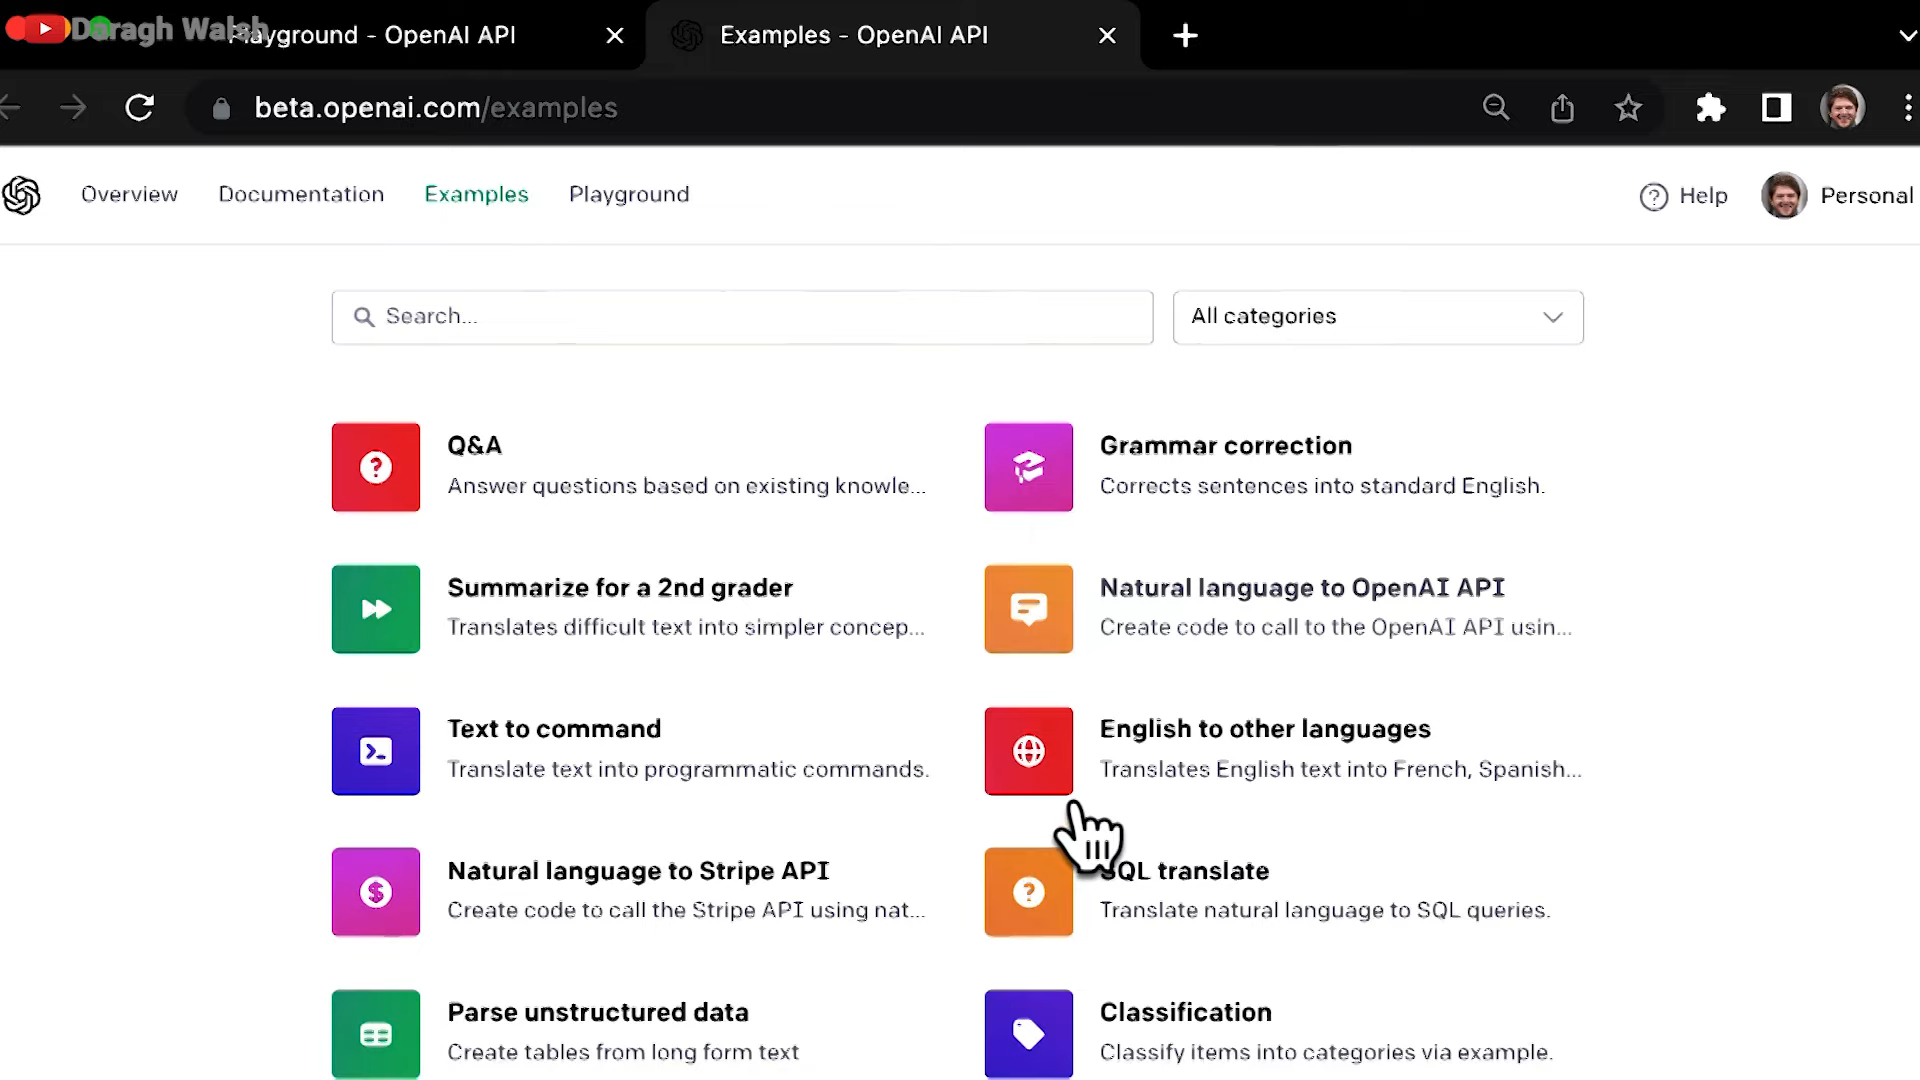 Daragh Walsh
Playground - OpenAI API
Examples - OpenAI API
beta.openai.com/examples
Overview
Documentation
Examples
Playground
Help
Personal
Search...
All categories
Q&A
Answer questions based on existing knowle...
Grammar correction
Corrects sentences into standard English.
Summarize for a 2nd grader
Translates difficult text into simpler concep...
Natural language to OpenAI API
Create code to call to the OpenAI API usin...
Text to command
Translate text into programmatic commands.
English to other languages
Translates English text into French, Spanish...
Natural language to Stripe API
Create code to call the Stripe API using nat...
SQL translate
Translate natural language to SQL queries.
Parse unstructured data
Create tables from long form text
Classification
Classify items into categories via example.